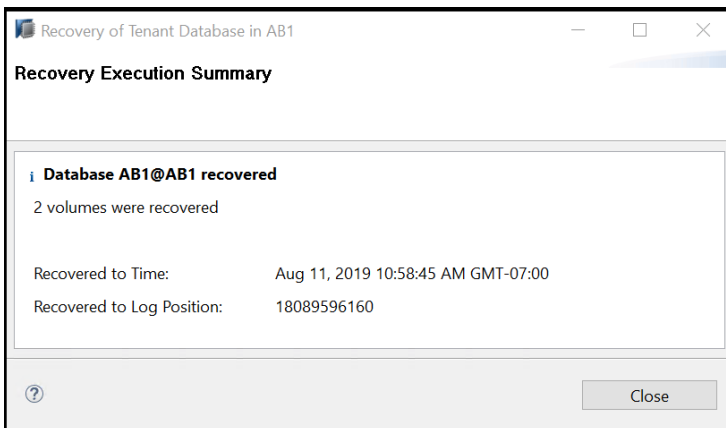 Recovery of Tenant Database in AB1
Recovery Execution Summary
i Database AB1@AB1 recovered
2 volumes were recovered
Recovered to Time: Aug 11, 2019 10:58:45 AM GMT-07:00
Recovered to Log Position: 18089596160
?
Close